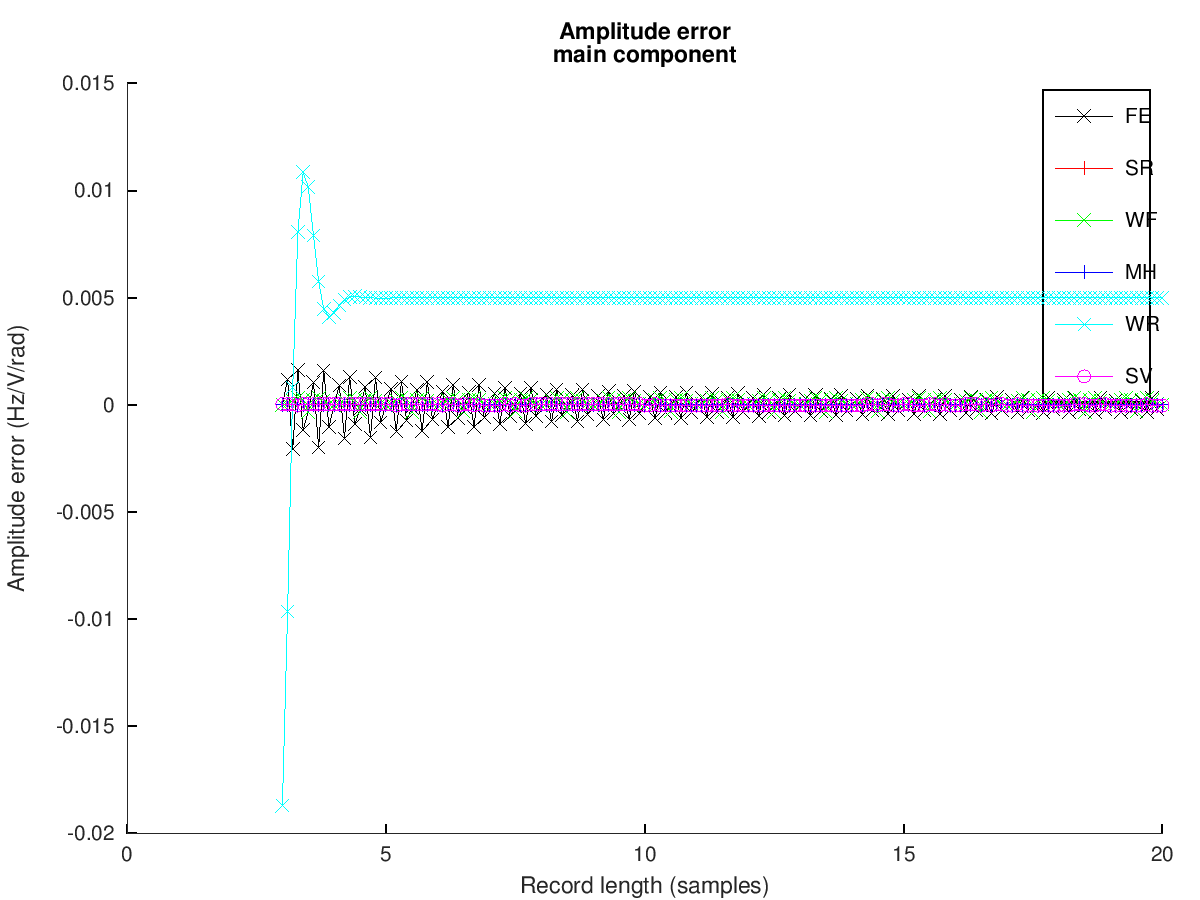 Amplitude error
main component
0.015
0.01
0.005
0
-0.005
-0.01
-0.015
-0.02
Amplitude error (Hz/V/rad)
0
5
10
15
20
Record length (samples)
FE
SR
WF
MH
WR
SV